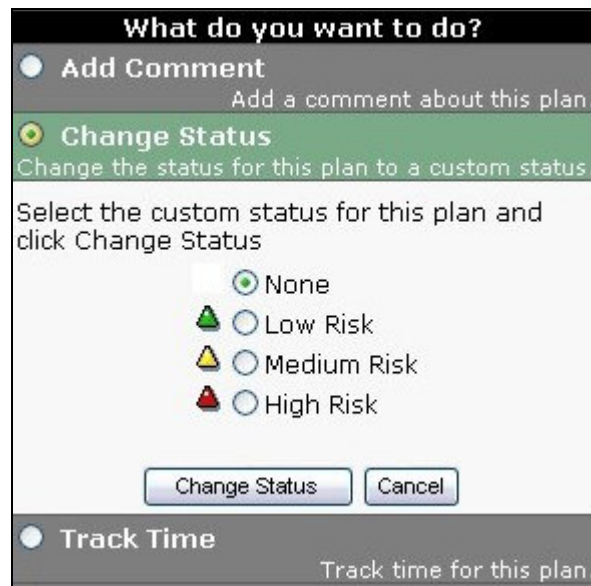 What do you want to do?
Add Comment
Add a comment about this plan
Change Status
Change the status for this plan to a custom status
Select the custom status for this plan and
click Change Status
None
Low Risk
Medium Risk
High Risk
Change Status Cancel
Track Time
Track time for this plan